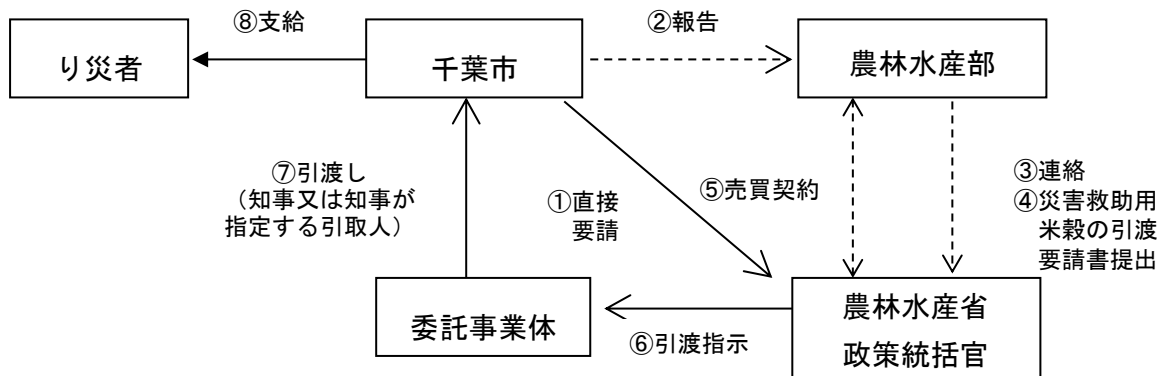 ⑧支給
②報告
り災者
千葉市
農林水産部
⑦引渡し
（知事又は知事が
指定する引取人）
①直接
要請
⑤売買契約
③連絡
④災害救助用
米穀の引渡
要請書提出
委託事業体
⑥引渡指示
農林水産省
政策統括官